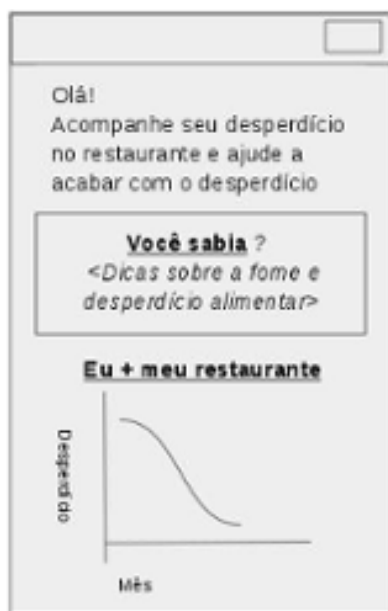 Olá!
Acompanhe seu desperdício
no restaurante e ajude a
acabar com o desperdício
Você sabia ?
<Dicas sobre a fome e
desperdício alimentar>
Eu + meu restaurante
Desperdido
Mês